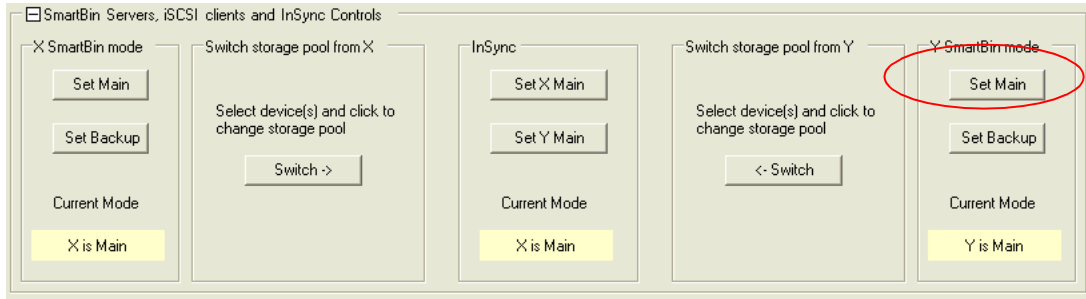 SmartBin Servers, iSCSI clients and InSync Controls
X SmartBin mode
Set Main
Set Backup
Current Mode
X is Main
Switch storage pool from X
Select device(s) and click to
change storage pool
Switch ->
InSync
Set X Main
Set Y Main
Current Mode
X is Main
Switch storage pool from Y
Select device(s) and click to
change storage pool
<- Switch
Y SmartBin mode
Set Main
Set Backup
Current Mode
Y is Main